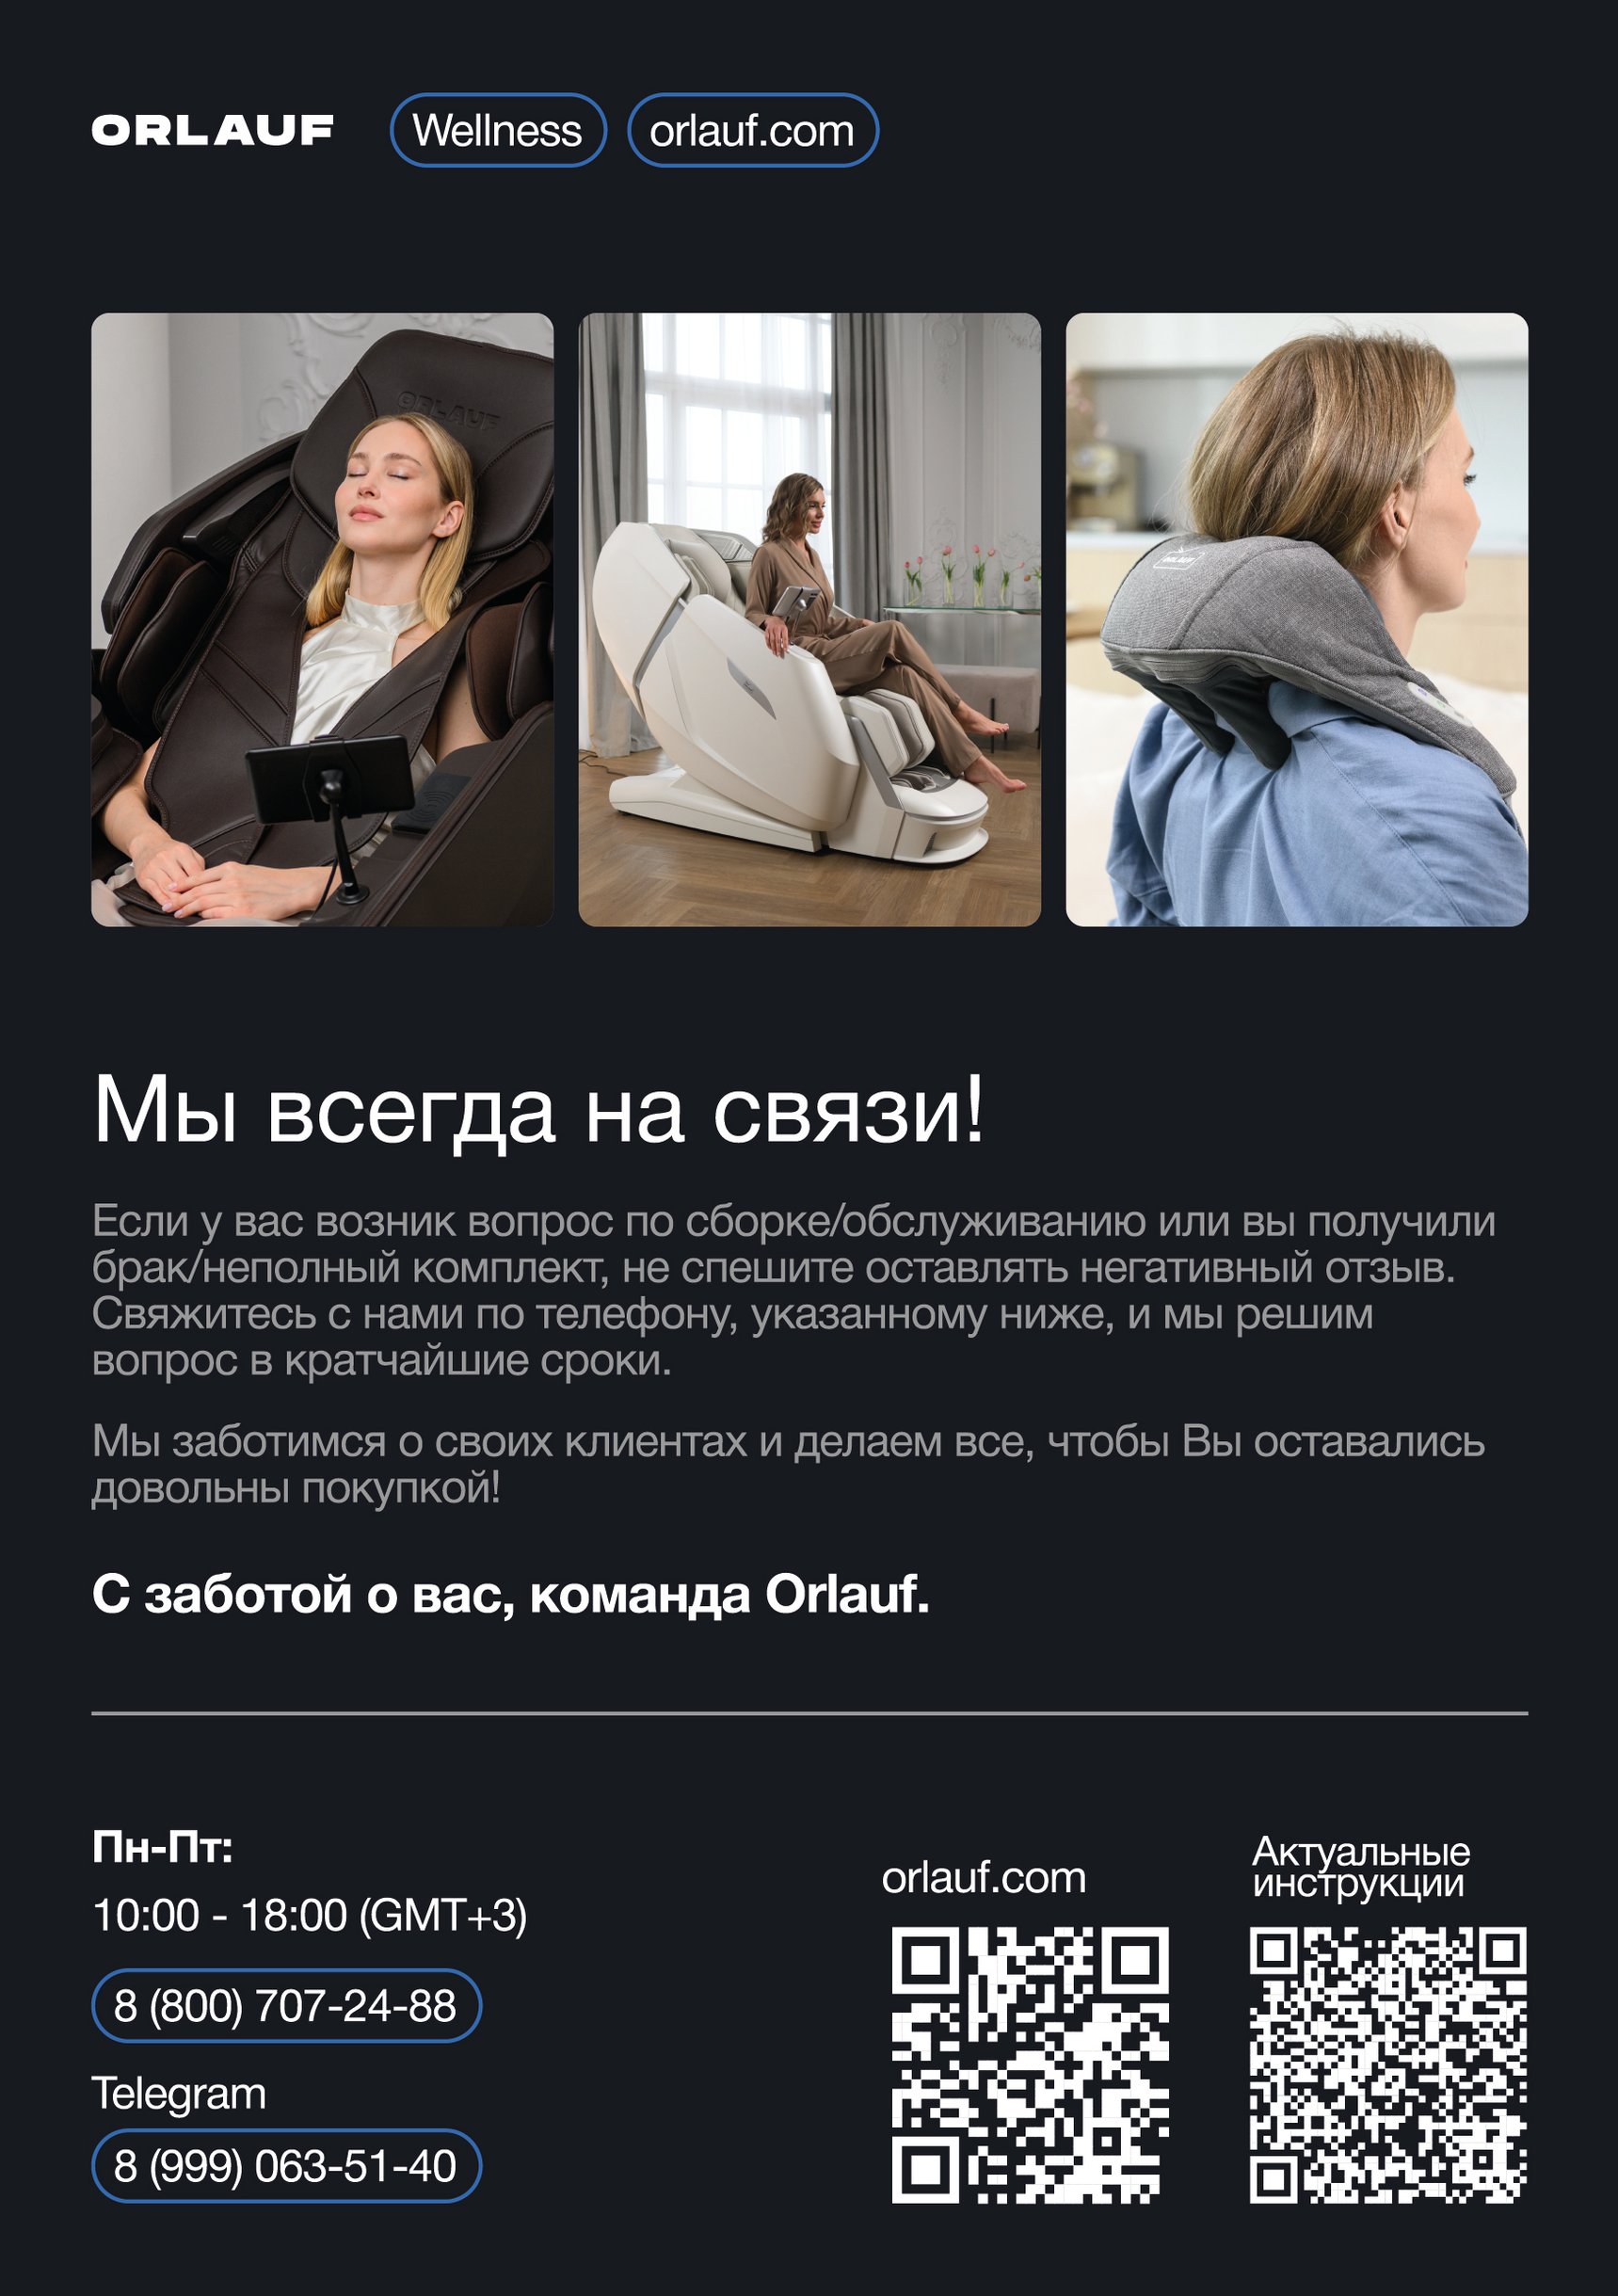 ORLAUF Wellness orlauf.com
ORLAUF
Мы всегда на связи!
Если у вас возник вопрос по сборке/обслуживанию или вы получили
брак/неполный комплект, не спешите оставлять негативный отзыв.
Свяжитесь с нами по телефону, указанному ниже, и мы решим
вопрос в кратчайшие сроки.
Мы заботимся о своих клиентах и делаем все, чтобы Вы оставались
довольны покупкой!
С заботой о вас, команда Orlauf.
Пн-Пт:
10:00 - 18:00 (GMT+3)
8 (800) 707-24-88
Telegram
8 (999) 063-51-40
orlauf.com
Актуальные
инструкции